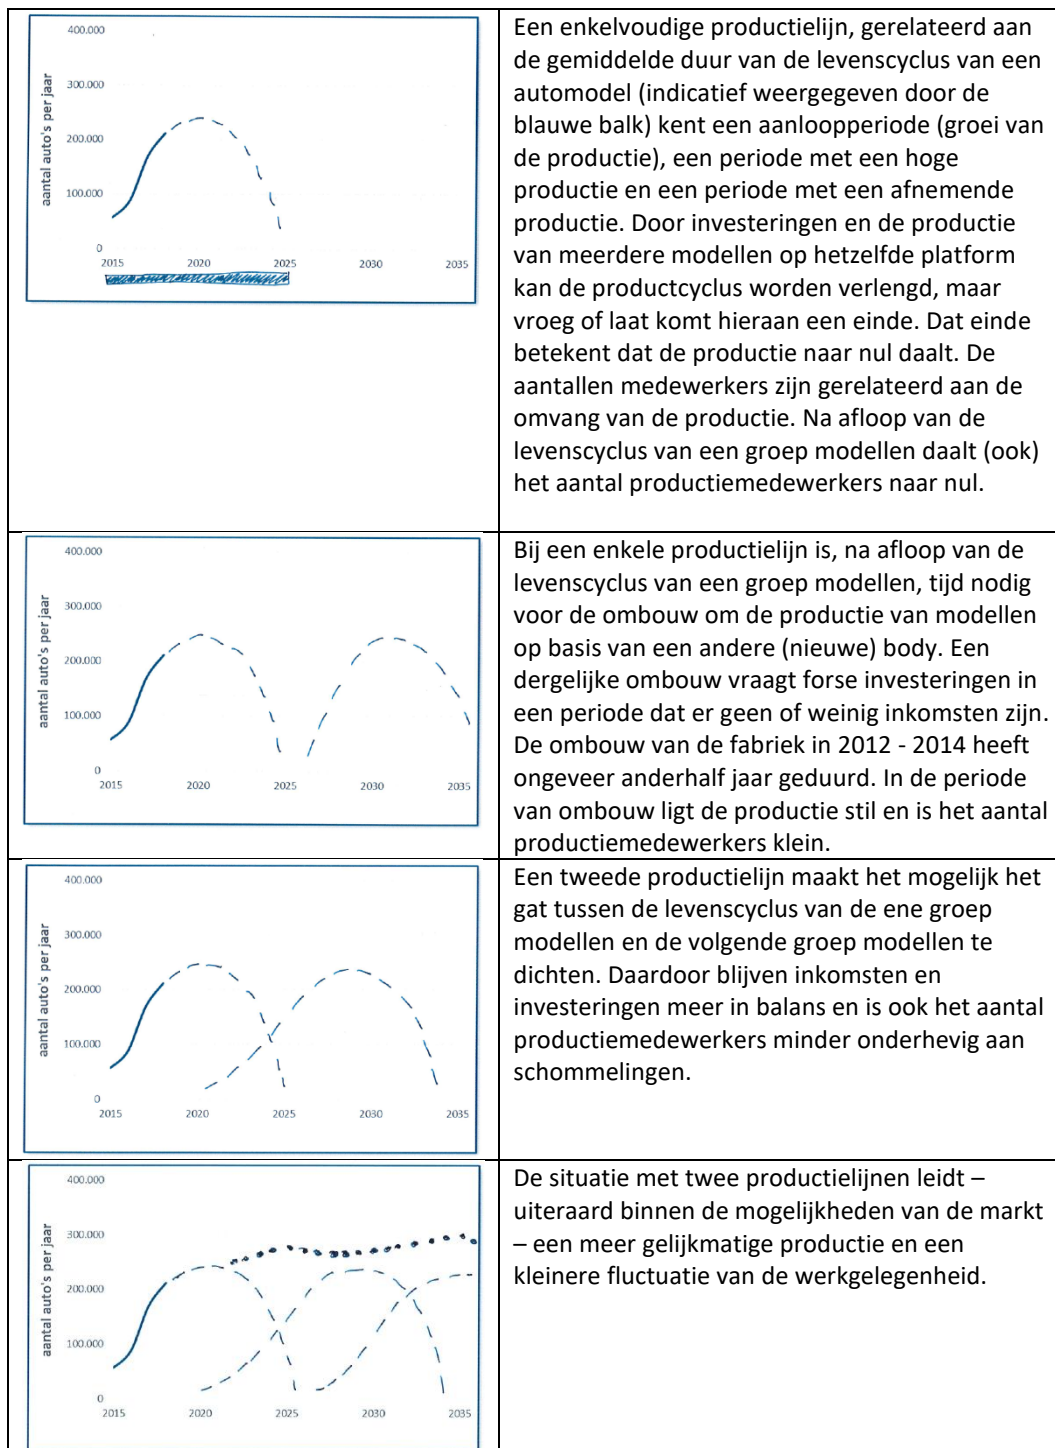 400.000
300.000
200.000
100.000
0
aantal auto's per jaar
2015 2020 2025 2030 2035
Een enkelvoudige productielijn, gerelateerd aan
de gemiddelde duur van de levenscyclus van een
automodel (indicatief weergegeven door de
blauwe balk) kent een aanloopperiode (groei van
de productie), een periode met een hoge
productie en een periode met een afnemende
productie. Door investeringen en de productie
van meerdere modellen op hetzelfde platform
kan de productcyclus worden verlengd, maar
vroeg of laat komt hieraan een einde. Dat einde
betekent dat de productie naar nul daalt. De
aantallen medewerkers zijn gerelateerd aan de
omvang van de productie. Na afloop van de
levenscyclus van een groep modellen daalt (ook)
het aantal productiemedewerkers naar nul.
400.000
300.000
200.000
100.000
0
aantal auto's per jaar
2015 2020 2025 2030 2035
Bij een enkele productielijn is, na afloop van de
levenscyclus van een groep modellen, tijd nodig
voor de ombouw om de productie van modellen
op basis van een andere (nieuwe) body. Een
dergelijke ombouw vraagt forse investeringen in
een periode dat er geen of weinig inkomsten zijn.
De ombouw van de fabriek in 2012 - 2014 heeft
ongeveer anderhalf jaar geduurd. In de periode
van ombouw ligt de productie stil en is het aantal
productiemedewerkers klein.
400.000
300.000
200.000
100.000
0
aantal auto's per jaar
2015 2020 2025 2030 2035
Een tweede productielijn maakt het mogelijk het
gat tussen de levenscyclus van de ene groep
modellen en de volgende groep modellen te
dichten. Daardoor blijven inkomsten en
investeringen meer in balans en is ook het aantal
productiemedewerkers minder onderhevig aan
schommelingen.
400.000
300.000
200.000
100.000
0
aantal auto's per jaar
2015 2020 2025 2030 2035
De situatie met twee productielijnen leidt –
uiteraard binnen de mogelijkheden van de markt
– een meer gelijkmatige productie en een
kleinere fluctuatie van de werkgelegenheid.